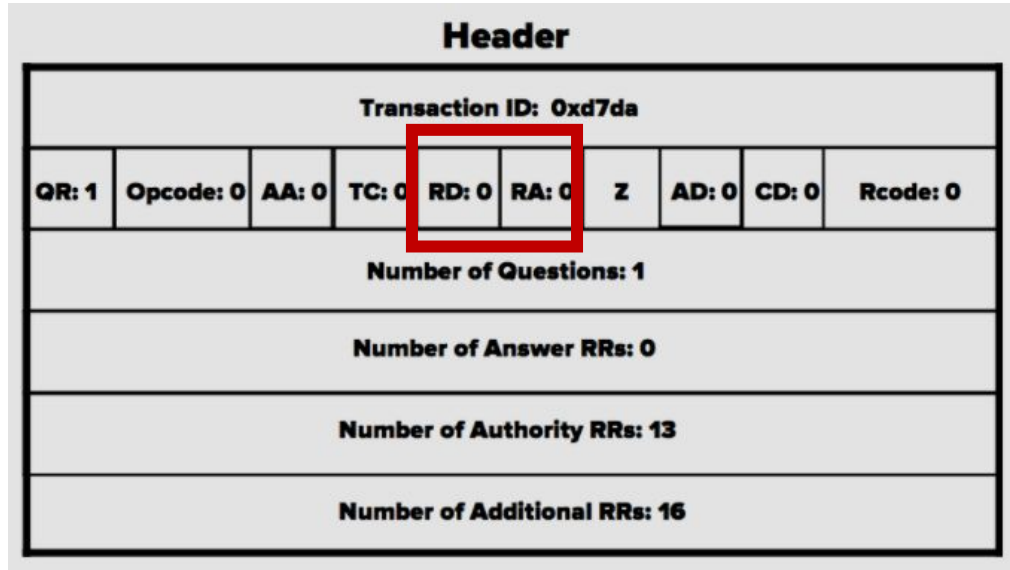 Header
Transaction ID: 0xd7da
QR: 1 Opcode: 0 AA: 0 TC: 0 RD: 0 RA: 0 Z AD: 0 CD: 0 Rcode: 0
Number of Questions: 1
Number of Answer RRs: 0
Number of Authority RRs: 13
Number of Additional RRs: 16